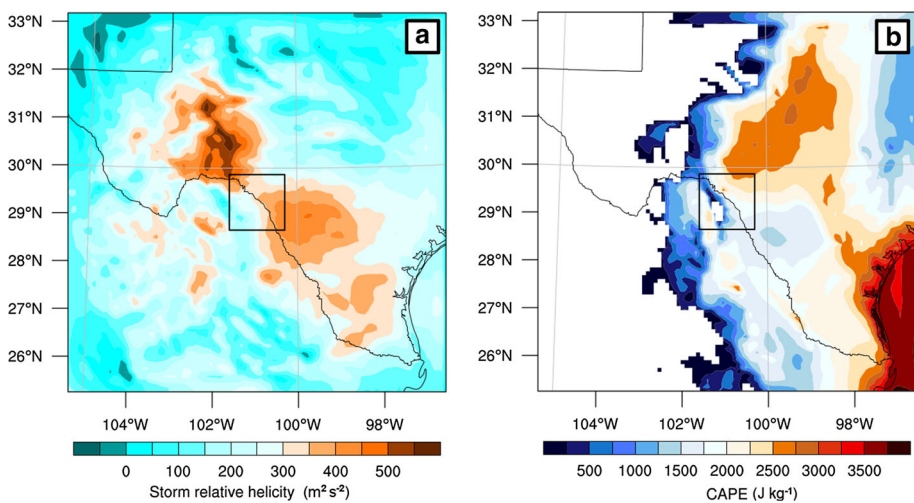 a
33°N
32°N
31°N
30°N
29°N
28°N
27°N
26°N
104°W 102°W 100°W 98°W
0 100 200 300 400 500
Storm relative helicity (m² s⁻²)
b
33°N
32°N
31°N
30°N
29°N
28°N
27°N
26°N
104°W 102°W 100°W 98°W
500 1000 1500 2000 2500 3000 3500
CAPE (J kg⁻¹)